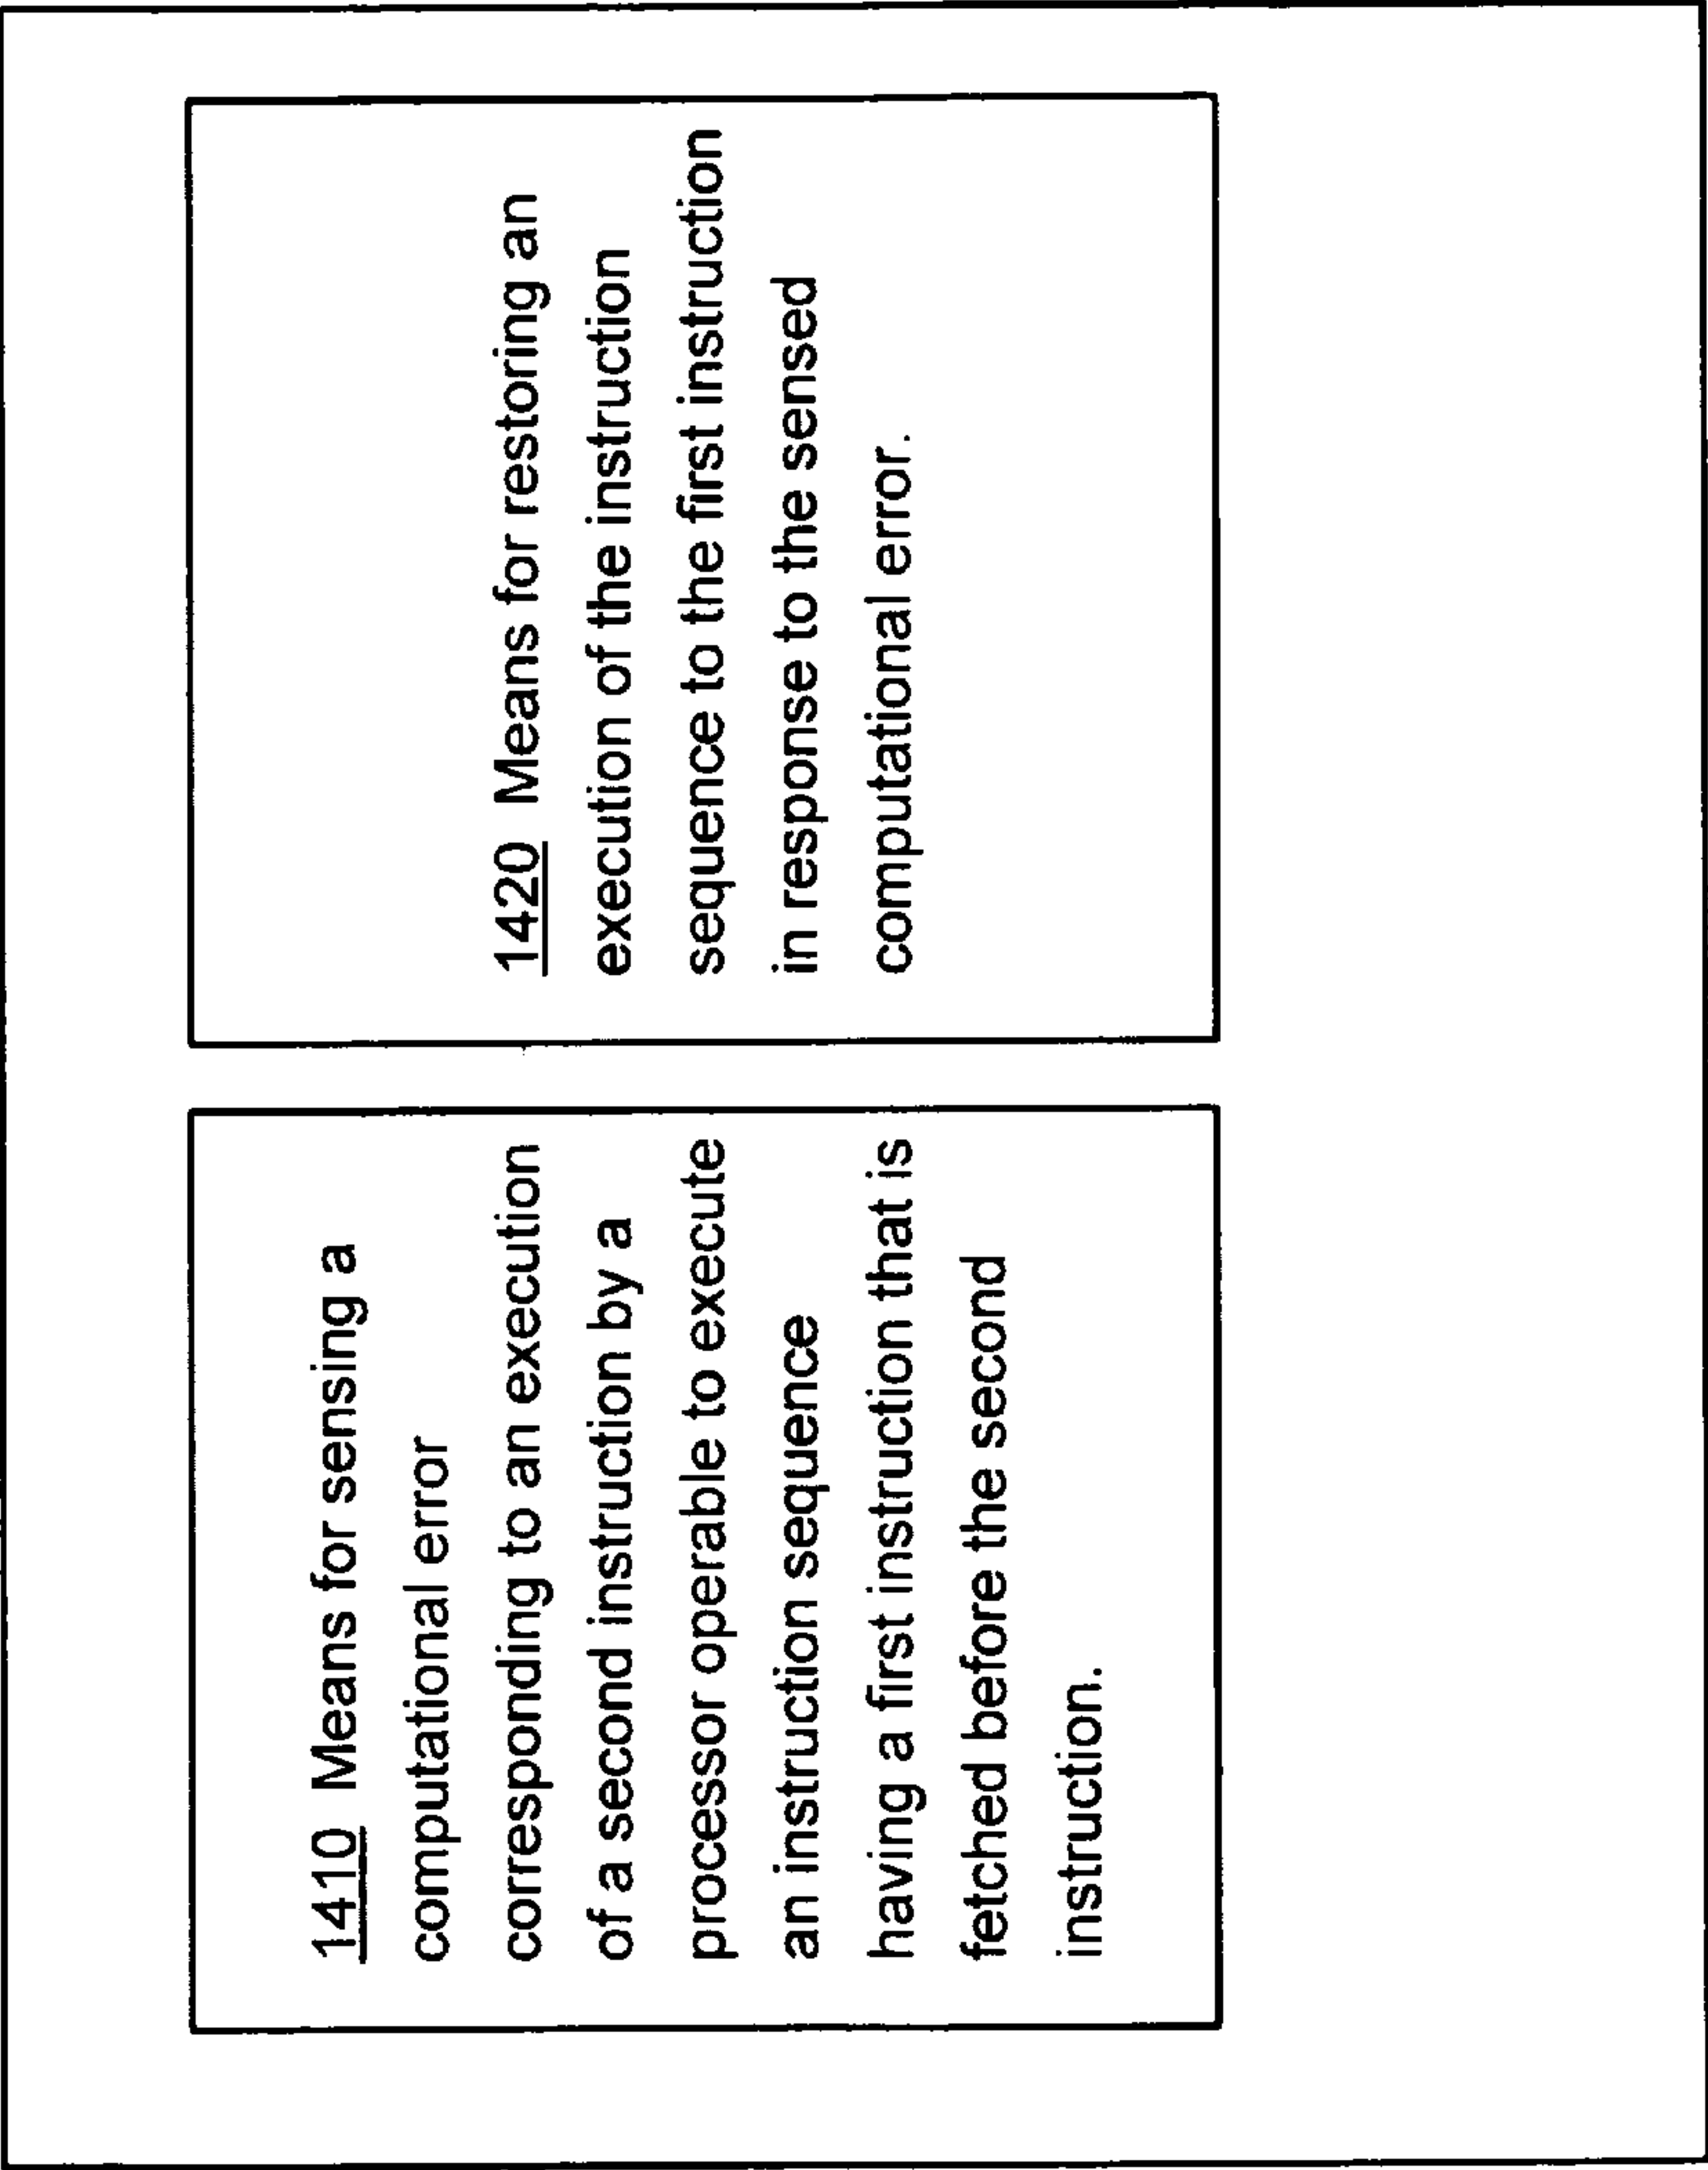 1410 Means for sensing a
computational error
corresponding to an execution
of a second instruction by a
processor operable to execute
an instruction sequence
having a first instruction that is
fetched before the second
instruction.
1420 Means for restoring an
execution of the instruction
sequence to the first instruction
in response to the sensed
computational error.